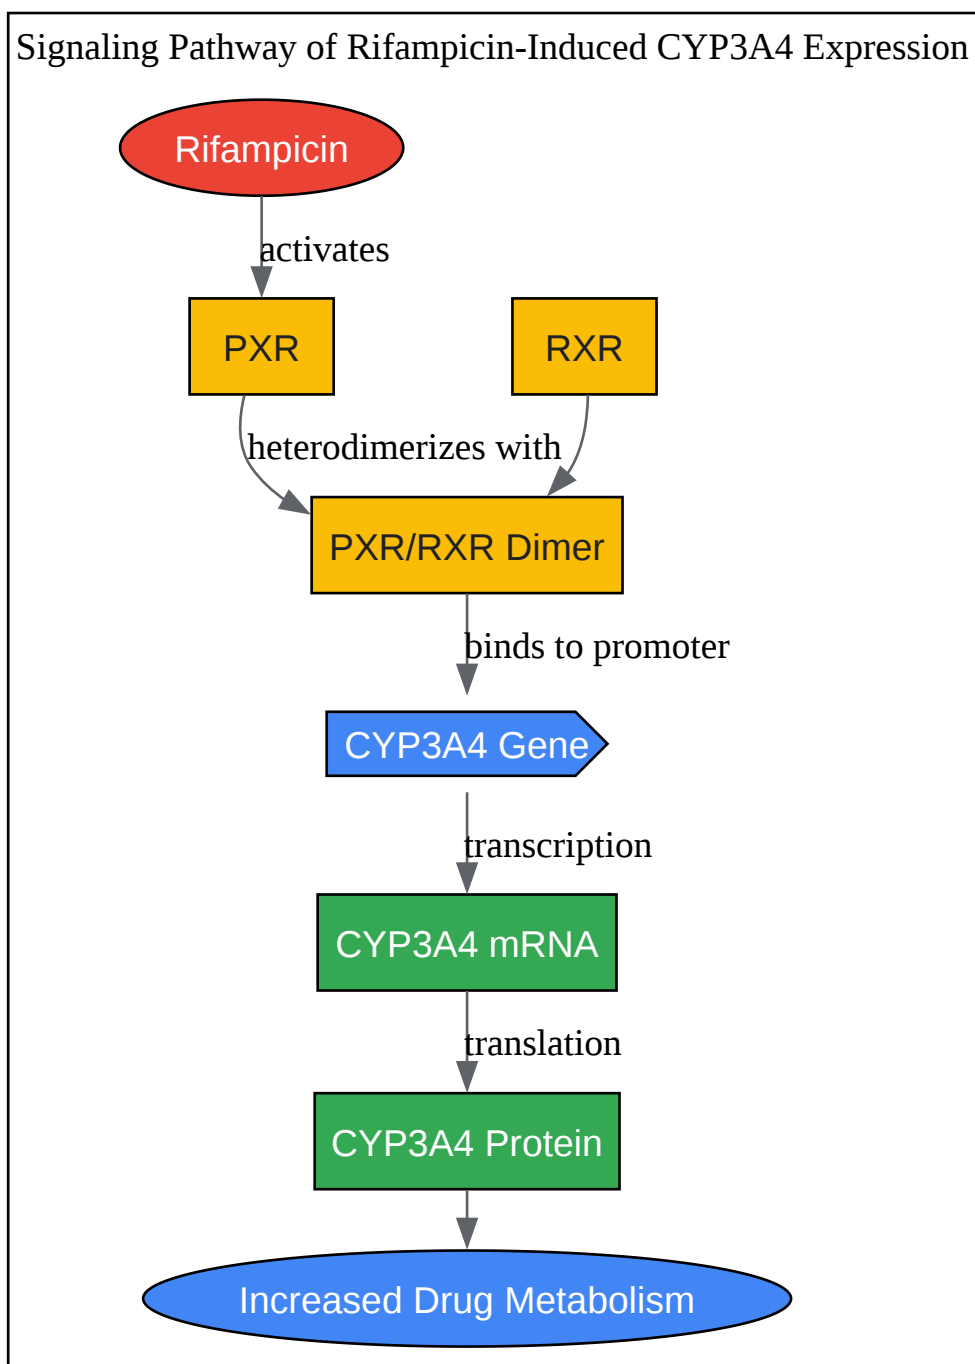 Signaling Pathway of Rifampicin-Induced CYP3A4 Expression
Rifampicin
activates
PXR
RXR
heterodimerizes with
PXR/RXR Dimer
binds to promoter
CYP3A4 Gene
transcription
CYP3A4 mRNA
translation
CYP3A4 Protein
Increased Drug Metabolism